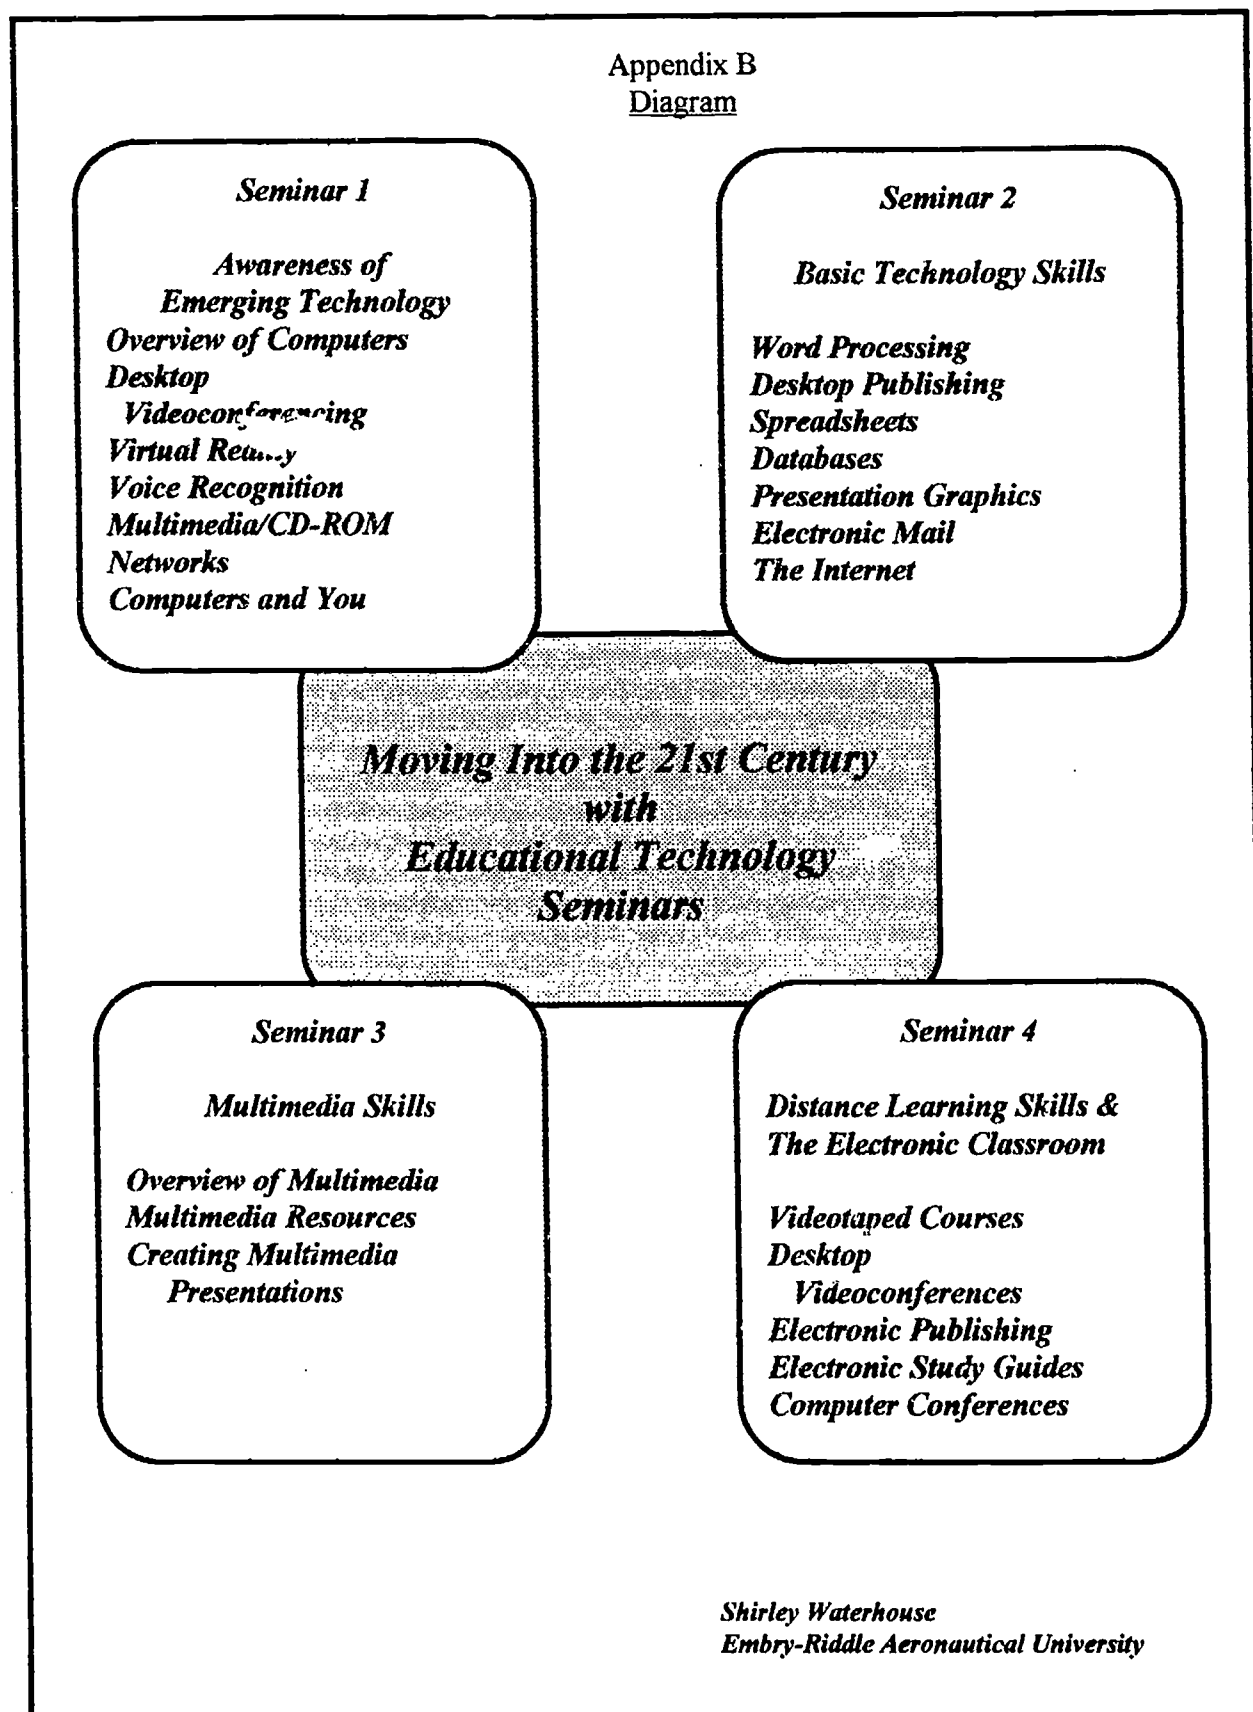 Appendix B
Diagram
Seminar 1
Awareness of
Emerging Technology
Overview of Computers
Desktop
Videoconferencing
Virtual Reality
Voice Recognition
Multimedia/CD-ROM
Networks
Computers and You
Seminar 2
Basic Technology Skills
Word Processing
Desktop Publishing
Spreadsheets
Databases
Presentation Graphics
Electronic Mail
The Internet
Moving Into the 21st Century
with
Educational Technology
Seminars
Seminar 3
Multimedia Skills
Overview of Multimedia
Multimedia Resources
Creating Multimedia
Presentations
Seminar 4
Distance Learning Skills &
The Electronic Classroom
Videotaped Courses
Desktop
Videoconferences
Electronic Publishing
Electronic Study Guides
Computer Conferences
Shirley Waterhouse
Embry-Riddle Aeronautical University